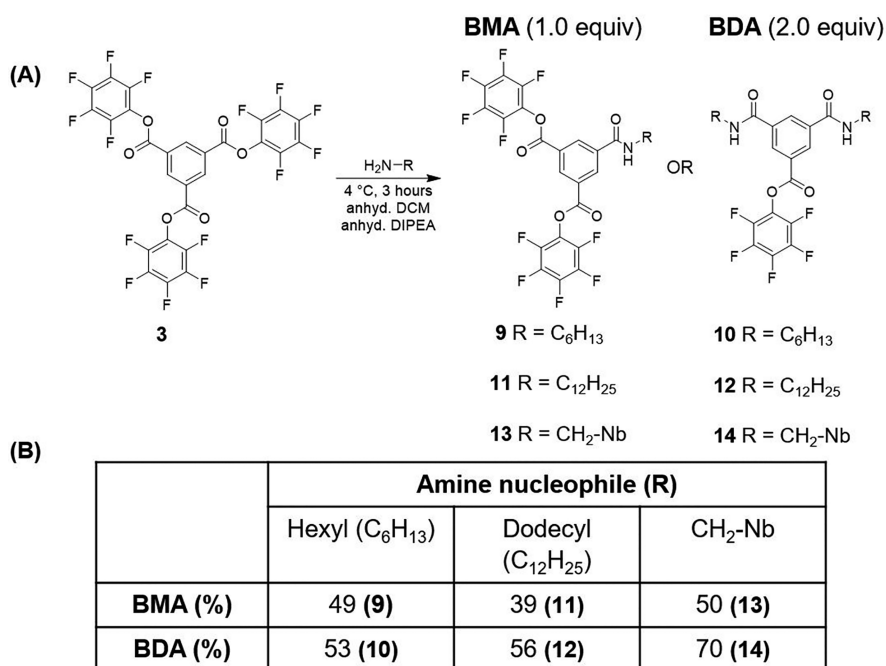 BMA (1.0 equiv) BDA (2.0 equiv)
(A)
F F F F F O O
O O F F F F F
O O F F F F F
3
H₂N−R
4 °C, 3 hours
anhyd. DCM
anhyd. DIPEA
F F F F F O O
O N H R
O O F F F F F
OR
R N H O O N H R
O O F F F F F
9 R = C₆H₁₃ 10 R = C₆H₁₃
11 R = C₁₂H₂₅ 12 R = C₁₂H₂₅
13 R = CH₂-Nb 14 R = CH₂-Nb
(B)
Amine nucleophile (R)
Hexyl (C₆H₁₃) Dodecyl (C₁₂H₂₅) CH₂-Nb
BMA (%) 49 (9) 39 (11) 50 (13)
BDA (%) 53 (10) 56 (12) 70 (14)